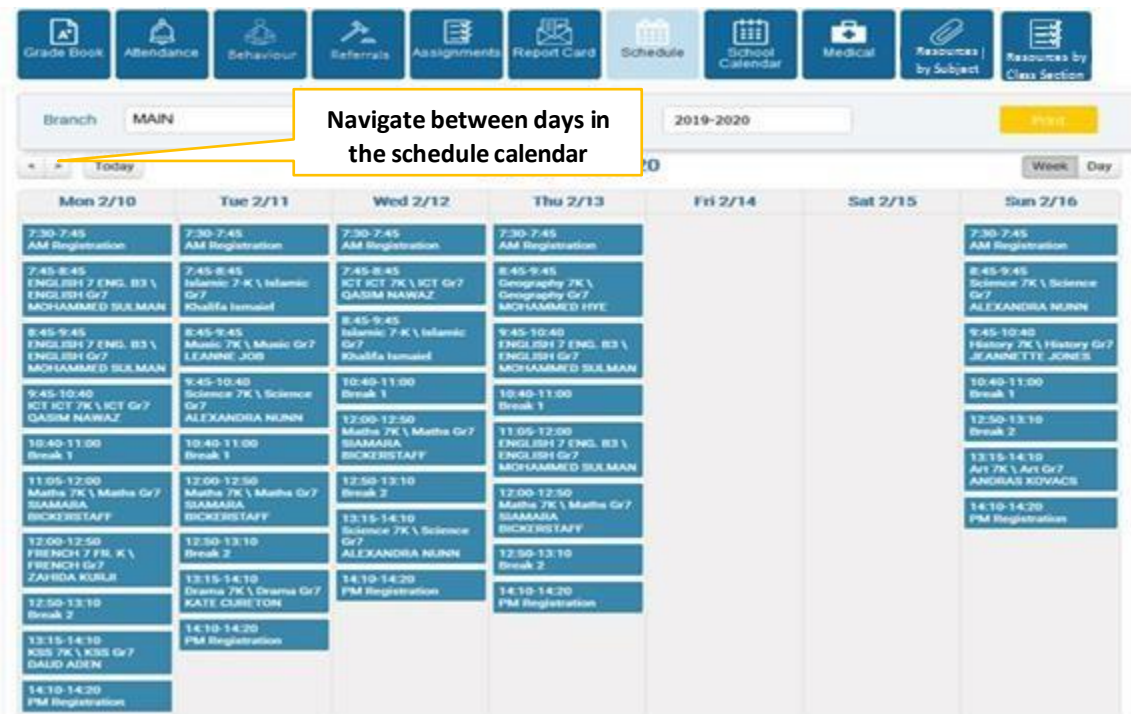 Grade Book
Attendance
Behaviour
Referrals
Assignments
Report Card
Schedule
School
Calendar
Medical
Resources |
by Subject
Resources by
Class Section
Branch
MAIN
Navigate between days in
the schedule calendar
2019-2020
Print
Today
20
Week
Day
Mon 2/10
Tue 2/11
Wed 2/12
Thu 2/13
Fri 2/14
Sat 2/15
Sun 2/16
7:30-7:45
AM Registration
7:45-8:45
ENGLISH 7 ENG. B3 \
ENGLISH Gr7
MOHAMMED SULMAN
8:45-9:45
ENGLISH 7 ENG. B3 \
ENGLISH Gr7
MOHAMMED SULMAN
9:45-10:40
ICT ICT 7K \ ICT Gr7
QASIM NAWAZ
10:40-11:00
Break 1
11:05-12:00
Maths 7K \ Maths Gr7
SIAMARA
BICKERSTAFF
12:00-12:50
FRENCH 7 FR. K \
FRENCH Gr7
ZAHIDA KURJI
12:50-13:10
Break 2
13:15-14:10
KSS 7K \ KSS Gr7
DAUD ADEN
14:10-14:20
PM Registration
7:30-7:45
AM Registration
7:45-8:45
Islamic 7-K \ Islamic
Gr7
Khalifa Ismaiel
8:45-9:45
Music 7K \ Music Gr7
LEANNE JOB
9:45-10:40
Science 7K \ Science
Gr7
ALEXANDRA NUNN
10:40-11:00
Break 1
12:00-12:50
Maths 7K \ Maths Gr7
SIAMARA
BICKERSTAFF
12:50-13:10
Break 2
13:15-14:10
Drama 7K \ Drama Gr7
KATE CURETON
14:10-14:20
PM Registration
7:30-7:45
AM Registration
7:45-8:45
ICT ICT 7K \ ICT Gr7
QASIM NAWAZ
8:45-9:45
Islamic 7-K \ Islamic
Gr7
Khalifa Ismaiel
10:40-11:00
Break 1
12:00-12:50
Maths 7K \ Maths Gr7
SIAMARA
BICKERSTAFF
12:50-13:10
Break 2
13:15-14:10
Science 7K \ Science
Gr7
ALEXANDRA NUNN
14:10-14:20
PM Registration
7:30-7:45
AM Registration
8:45-9:45
Geography 7K \
Geography Gr7
MOHAMMED HYE
9:45-10:40
ENGLISH 7 ENG. B3 \
ENGLISH Gr7
MOHAMMED SULMAN
10:40-11:00
Break 1
11:05-12:00
ENGLISH 7 ENG. B3 \
ENGLISH Gr7
MOHAMMED SULMAN
12:00-12:50
Maths 7K \ Maths Gr7
SIAMARA
BICKERSTAFF
12:50-13:10
Break 2
14:10-14:20
PM Registration
7:30-7:45
AM Registration
8:45-9:45
Science 7K \ Science
Gr7
ALEXANDRA NUNN
9:45-10:40
History 7K \ History Gr7
JEANNETTE JONES
10:40-11:00
Break 1
12:50-13:10
Break 2
13:15-14:10
Art 7K \ Art Gr7
ANDRAS KOVACS
14:10-14:20
PM Registration